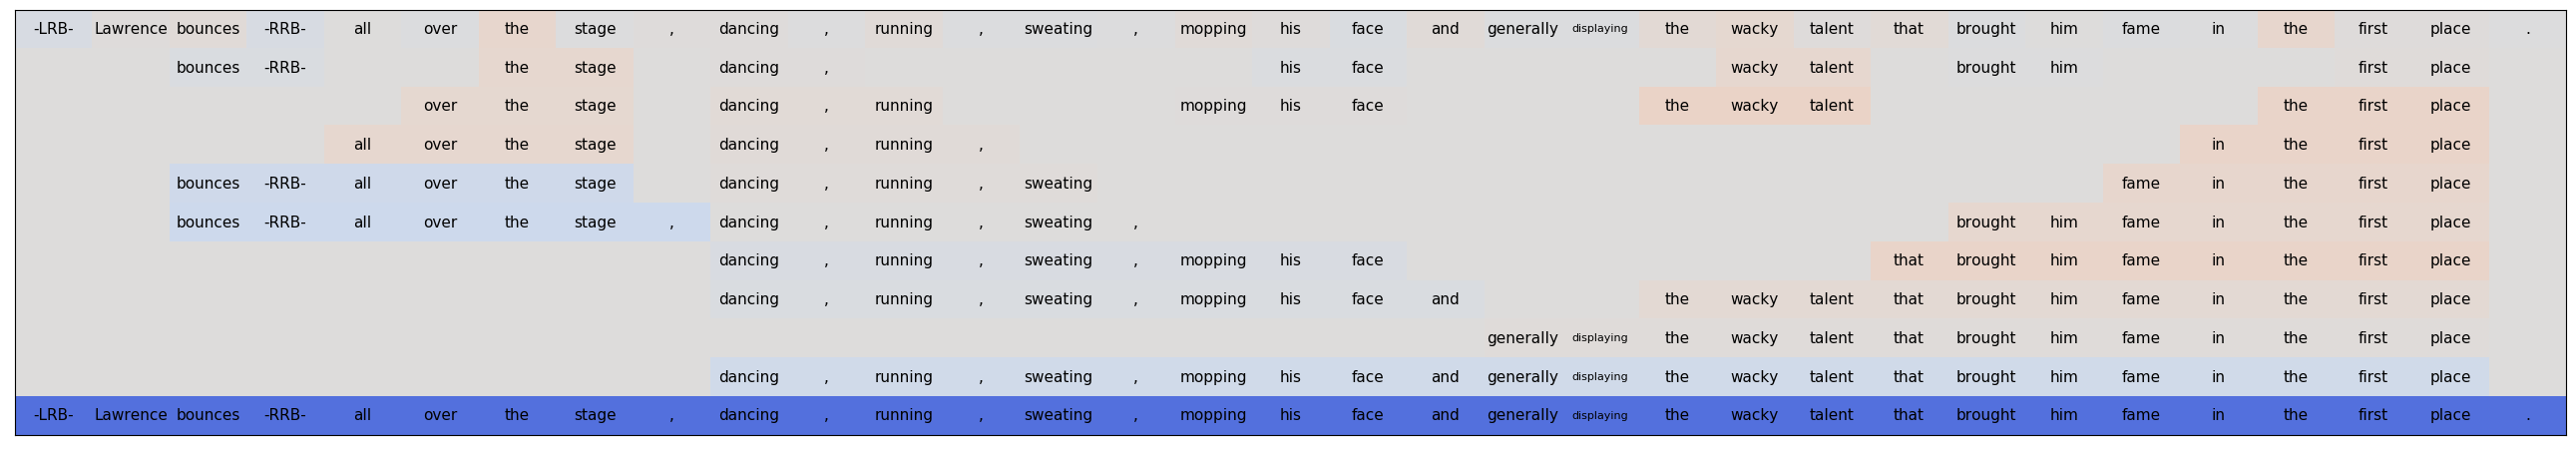 -LRB- Lawrence bounces -RRB- all over the stage , dancing , running , sweating , mopping his face and generally displaying the wacky talent that brought him fame in the first place .
bounces -RRB- the stage dancing , his face wacky talent brought him first place
over the stage dancing , running mopping his face the wacky talent the first place
all over the stage dancing , running , in the first place
bounces -RRB- all over the stage dancing , running , sweating fame in the first place
bounces -RRB- all over the stage , dancing , running , sweating , brought him fame in the first place
dancing , running , sweating , mopping his face that brought him fame in the first place
dancing , running , sweating , mopping his face and the wacky talent that brought him fame in the first place
generally displaying the wacky talent that brought him fame in the first place
dancing , running , sweating , mopping his face and generally displaying the wacky talent that brought him fame in the first place
-LRB- Lawrence bounces -RRB- all over the stage , dancing , running , sweating , mopping his face and generally displaying the wacky talent that brought him fame in the first place .